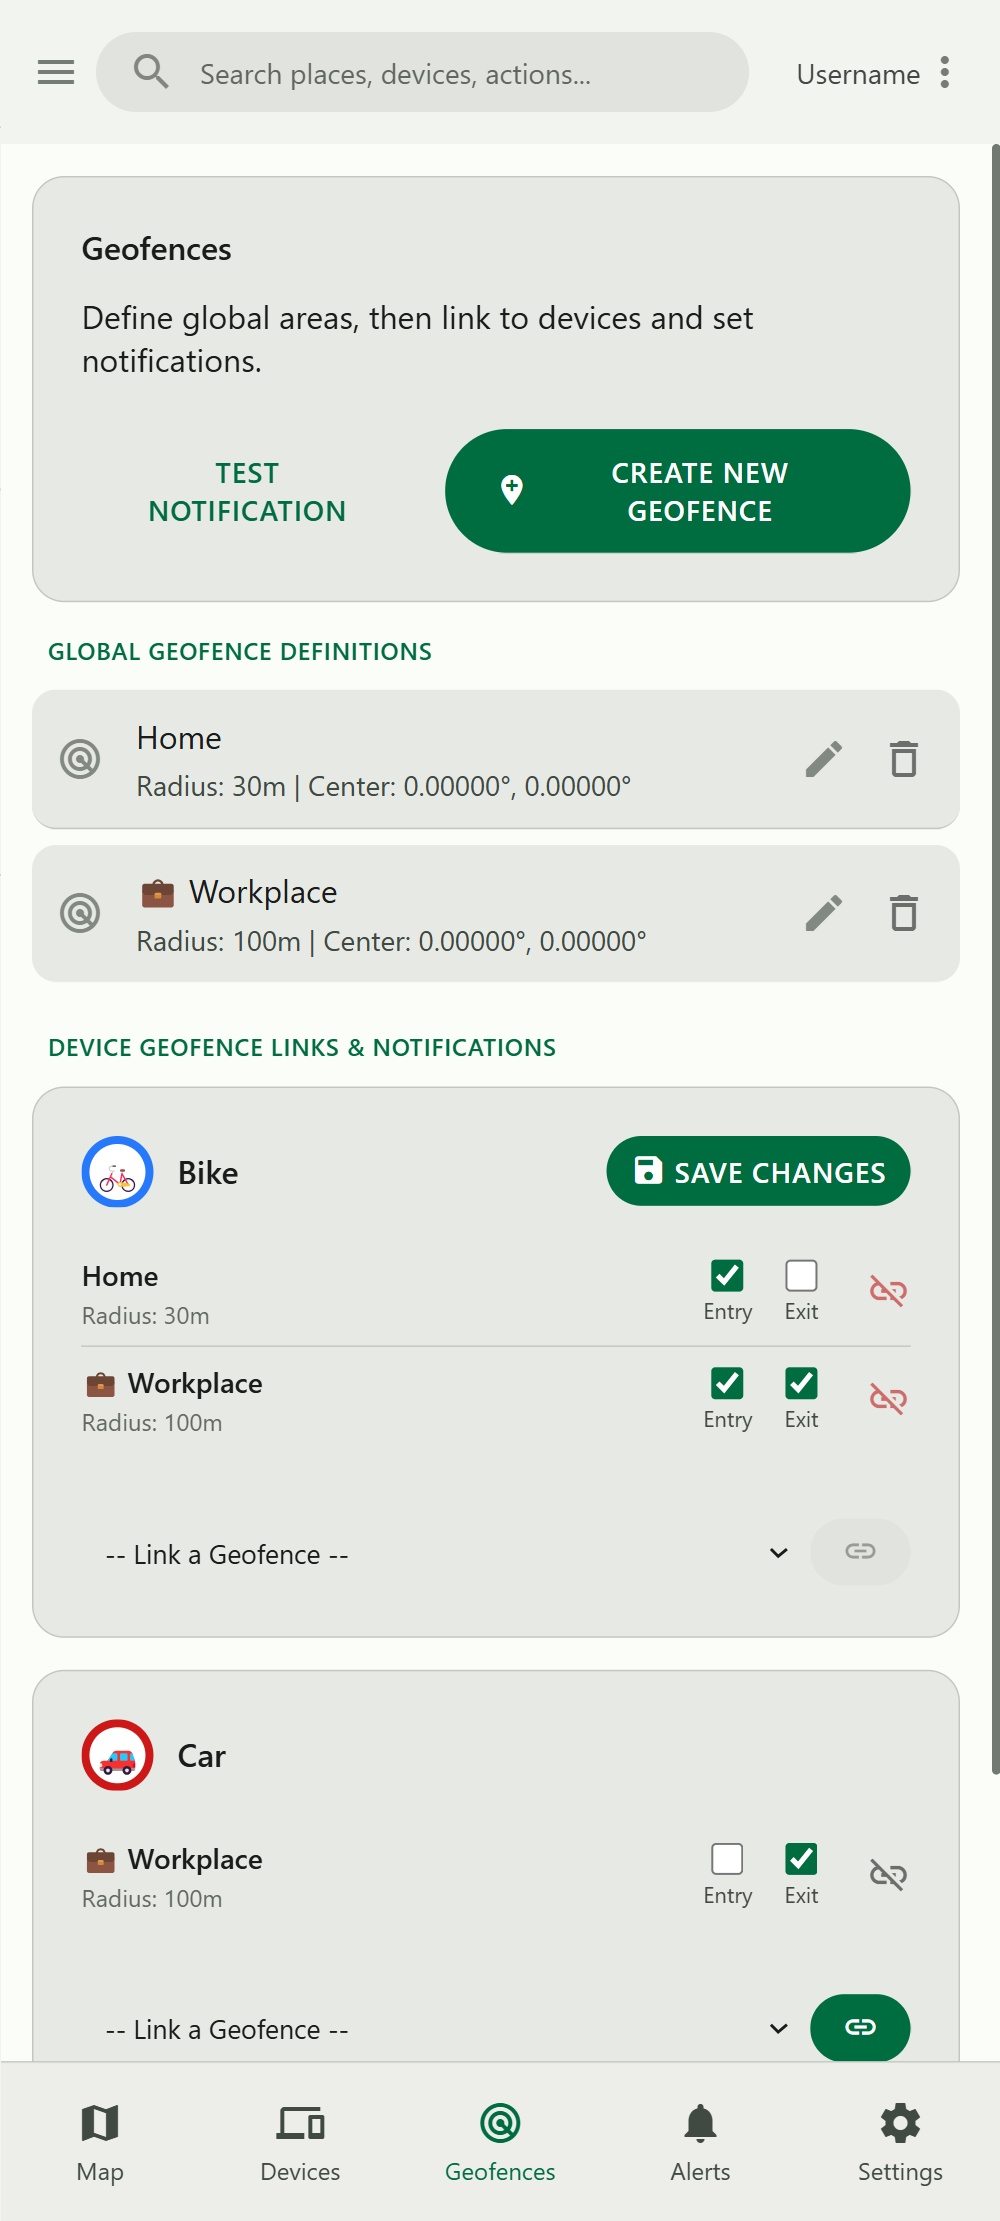 Search places, devices, actions...
Username
Geofences
Define global areas, then link to devices and set
notifications.
TEST
NOTIFICATION
CREATE NEW
GEOFENCE
GLOBAL GEOFENCE DEFINITIONS
Home
Radius: 30m | Center: 0.00000°, 0.00000°
Workplace
Radius: 100m | Center: 0.00000°, 0.00000°
DEVICE GEOFENCE LINKS & NOTIFICATIONS
Bike
SAVE CHANGES
Home
Radius: 30m
Entry
Exit
Workplace
Radius: 100m
Entry
Exit
-- Link a Geofence --
Car
Workplace
Radius: 100m
Entry
Exit
-- Link a Geofence --
Map
Devices
Geofences
Alerts
Settings